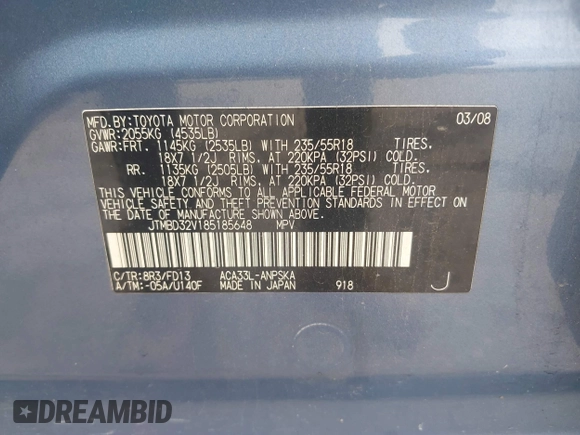 MFD.BY:TOYOTA MOTOR CORPORATION 03/08
GVWR:2055KG (4535LB)
GAWR:FRT. 1145KG (2535LB) WITH 235/55R18 TIRES.
18X7 1/2J RIMS, AT 220KPA (32PSI) COLD.
RR. 1135KG (2505LB) WITH 235/55R18 TIRES.
18X7 1/2J RIMS, AT 220KPA (32PSI) COLD.
THIS VEHICLE CONFORMS TO ALL APPLICABLE FEDERAL MOTOR
VEHICLE SAFETY AND THEFT PREVENTION STANDARDS IN EFFECT
ON THE DATE OF MANUFACTURE SHOWN ABOVE.
JTMBD32V185185648 MPV
C/TR:8R3/FD13 ACA33L-ANPSKA
A/TM:-05A/U140F MADE IN JAPAN 918 J
DREAMBID